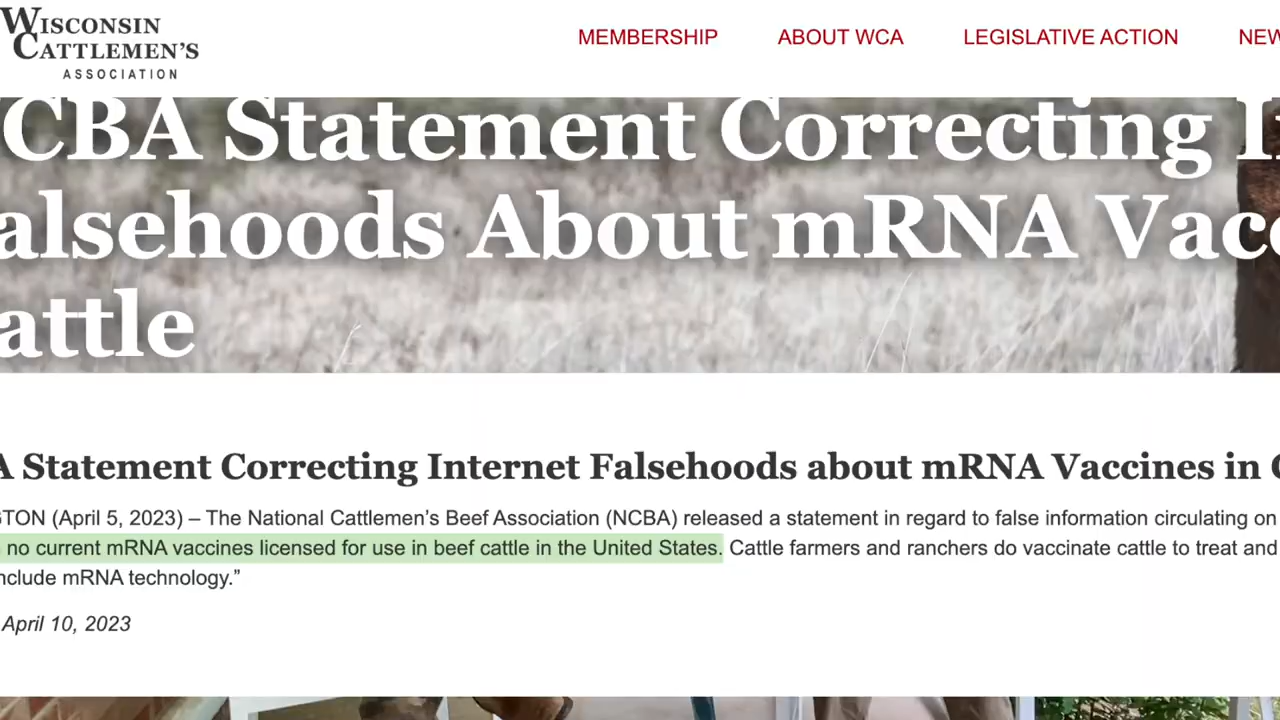 WISCONSIN
CATTLEMEN'S
ASSOCIATION
MEMBERSHIP ABOUT WCA LEGISLATIVE ACTION
CBA Statement Correcting
alsehoods About mRNA
attle
Statement Correcting Internet Falsehoods about mRNA Vaccines in
(April 5, 2023) – The National Cattlemen's Beef Association (NCBA) released a statement in regard to false information circulating on
no current mRNA vaccines licensed for use in beef cattle in the United States. Cattle farmers and ranchers do vaccinate cattle to treat and
nclude mRNA technology.”
April 10, 2023